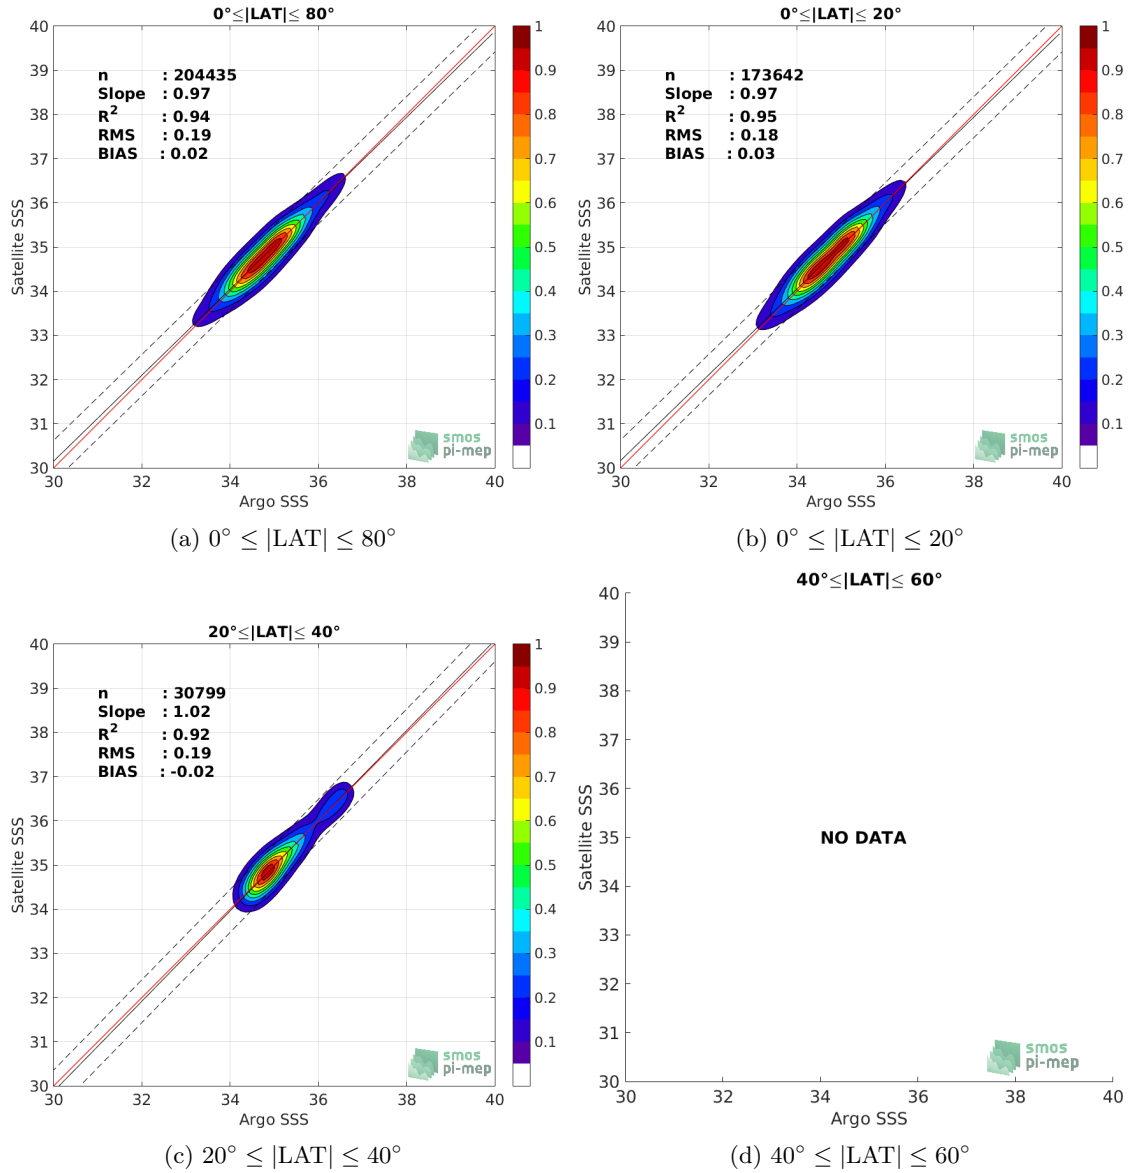 0°≤|LAT|≤ 80°
n : 204435
Slope : 0.97
R² : 0.94
RMS : 0.19
BIAS : 0.02
40
39
38
37
36
35
34
33
32
31
30
Satellite SSS
30 32 34 36 38 40
Argo SSS
1
0.9
0.8
0.7
0.6
0.5
0.4
0.3
0.2
0.1
smos
pi-mep
(a) 0° ≤ |LAT| ≤ 80°
0°≤|LAT|≤ 20°
n : 173642
Slope : 0.97
R² : 0.95
RMS : 0.18
BIAS : 0.03
40
39
38
37
36
35
34
33
32
31
30
Satellite SSS
30 32 34 36 38 40
Argo SSS
1
0.9
0.8
0.7
0.6
0.5
0.4
0.3
0.2
0.1
smos
pi-mep
(b) 0° ≤ |LAT| ≤ 20°
20°≤|LAT|≤ 40°
n : 30799
Slope : 1.02
R² : 0.92
RMS : 0.19
BIAS : -0.02
40
39
38
37
36
35
34
33
32
31
30
Satellite SSS
30 32 34 36 38 40
Argo SSS
1
0.9
0.8
0.7
0.6
0.5
0.4
0.3
0.2
0.1
smos
pi-mep
(c) 20° ≤ |LAT| ≤ 40°
40°≤|LAT|≤ 60°
40
39
38
37
36
35
34
33
32
31
30
Satellite SSS
NO DATA
30 32 34 36 38 40
Argo SSS
smos
pi-mep
(d) 40° ≤ |LAT| ≤ 60°